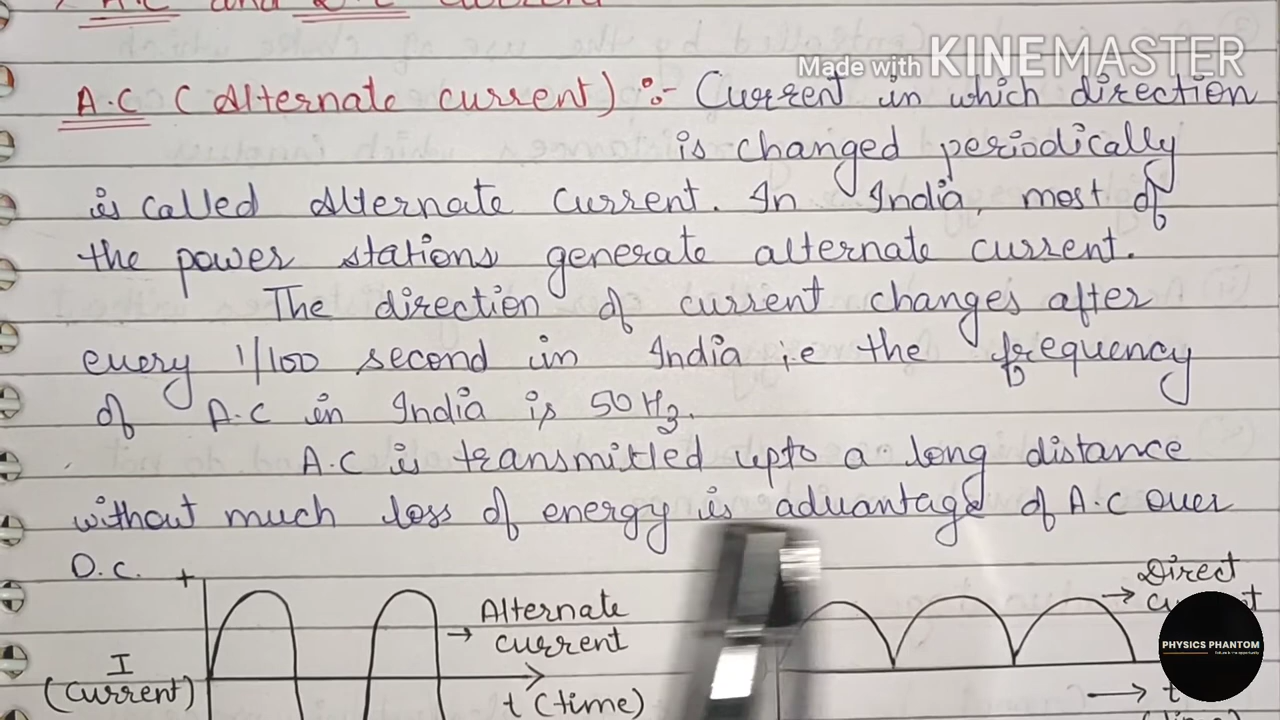 A.C and D.C current
Made with KINEMASTER
A.C (Alternate current) :- Current in which direction
is changed periodically
is called Alternate Current. In India, most of
the power stations generate alternate current.
The direction of current changes after
every 1/100 second in India i.e the frequency
of A.C in India is 50Hz.
A.C is transmitted upto a long distance
without much loss of energy is advantage of A.C over
D.C.
+
Alternate
current
I
(Current)
t (time)
Direct
t
PHYSICS PHANTOM